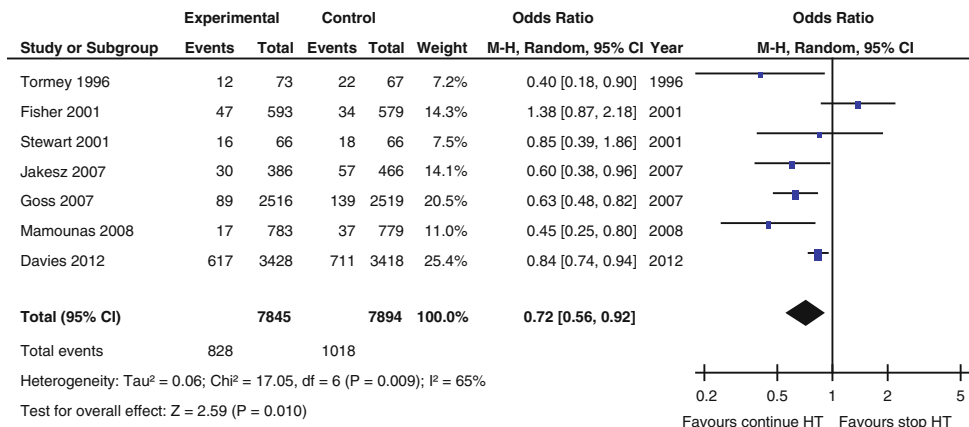 Experimental Control Odds Ratio Odds Ratio
Study or Subgroup Events Total Events Total Weight M-H, Random, 95% CI Year M-H, Random, 95% CI
Tormey 1996 12 73 22 67 7.2% 0.40 [0.18, 0.90] 1996
Fisher 2001 47 593 34 579 14.3% 1.38 [0.87, 2.18] 2001
Stewart 2001 16 66 18 66 7.5% 0.85 [0.39, 1.86] 2001
Jakesz 2007 30 386 57 466 14.1% 0.60 [0.38, 0.96] 2007
Goss 2007 89 2516 139 2519 20.5% 0.63 [0.48, 0.82] 2007
Mamounas 2008 17 783 37 779 11.0% 0.45 [0.25, 0.80] 2008
Davies 2012 617 3428 711 3418 25.4% 0.84 [0.74, 0.94] 2012
Total (95% CI) 7845 7894 100.0% 0.72 [0.56, 0.92]
Total events 828 1018
Heterogeneity: Tau² = 0.06; Chi² = 17.05, df = 6 (P = 0.009); I² = 65%
Test for overall effect: Z = 2.59 (P = 0.010)
0.2 0.5 1 2 5
Favours continue HT Favours stop HT